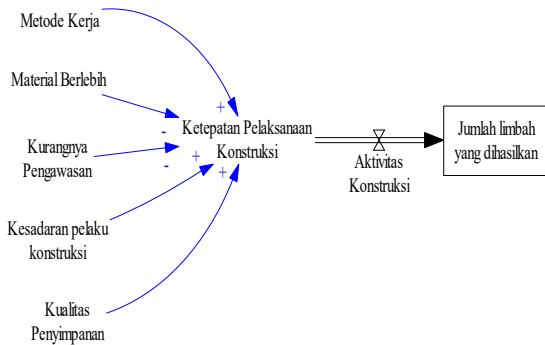 Metode Kerja
Material Berlebih
-
+
Ketepatan Pelaksanaan
Konstruksi
Kurangnya
Pengawasan
-
+
+
Kesadaran pelaku
konstruksi
Kualitas
Penyimpanan
Aktivitas
Konstruksi
Jumlah limbah
yang dihasilkan